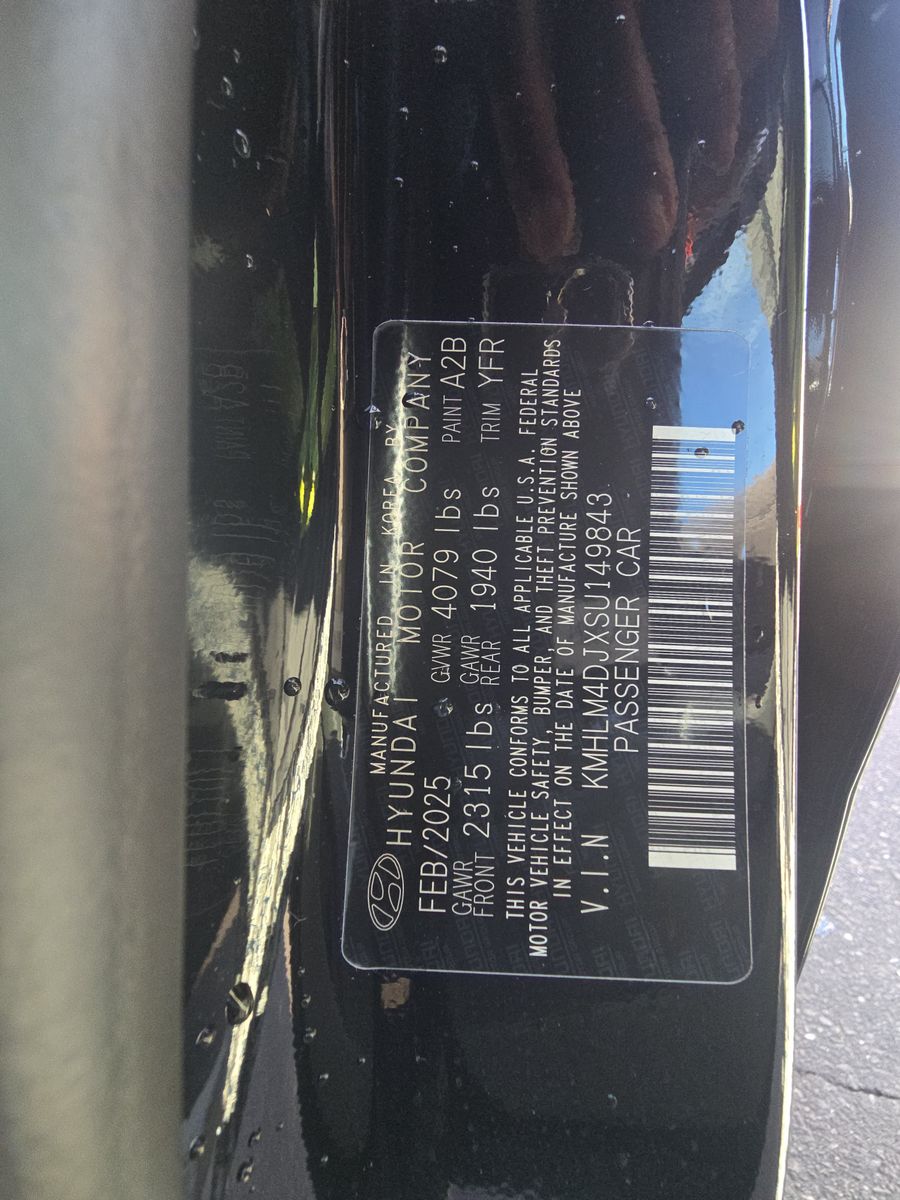 MANUFACTURED IN KOREA BY
HYUNDAI MOTOR COMPANY
FEB/2025 GVWR 4079 lbs PAINT A2B
GAWR GAWR
FRONT 2315 lbs REAR 1940 lbs TRIM YFR
THIS VEHICLE CONFORMS TO ALL APPLICABLE U.S.A. FEDERAL
MOTOR VEHICLE SAFETY, BUMPER, AND THEFT PREVENTION STANDARDS
IN EFFECT ON THE DATE OF MANUFACTURE SHOWN ABOVE
V.I.N KMHLM4DJXSU149843
PASSENGER CAR